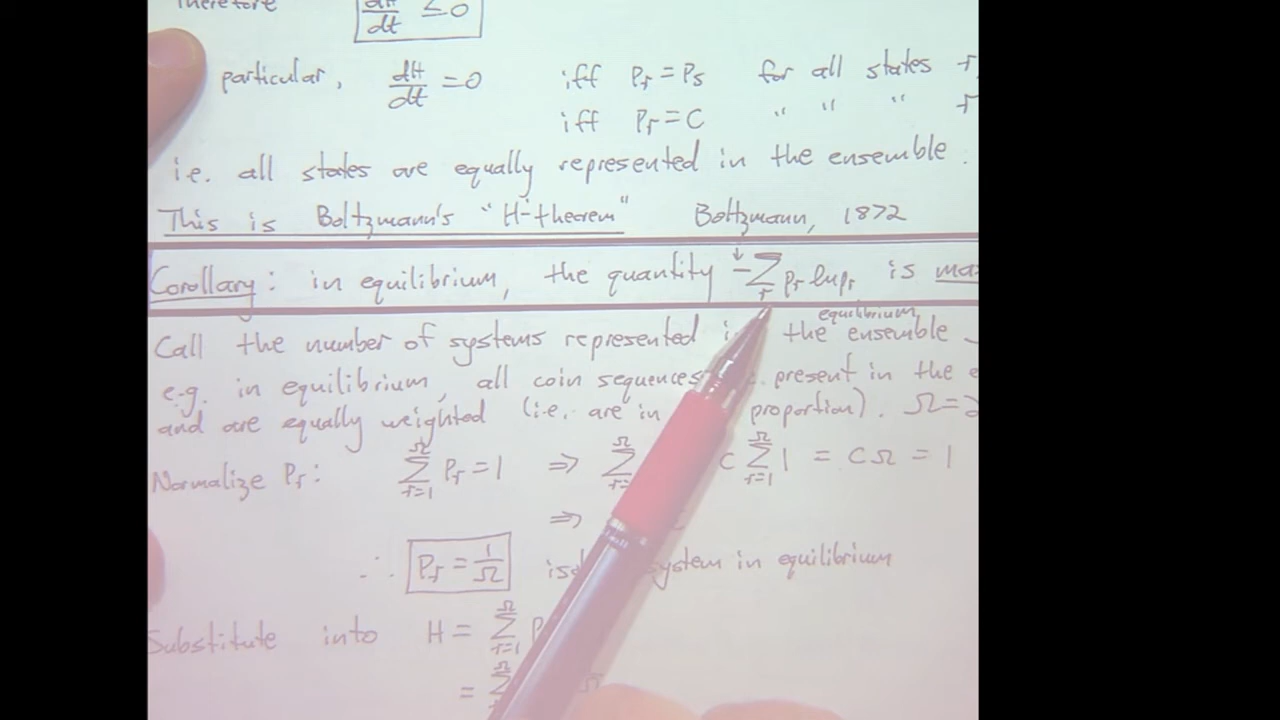 Therefore dH/dt ≤ 0
particular, dH/dt = 0 iff Pr = Ps for all states r,
iff Pr = C " " " r
i.e. all states are equally represented in the ensemble.
This is Boltzmann's "H-theorem" Boltzmann, 1872
Corollary: in equilibrium, the quantity -∑r pr ln pr is
equilibrium
Call the number of systems represented the ensemble
e.g. in equilibrium, all coin sequences present in the
and are equally weighted (i.e. are in proportion). Ω=2
Normalize Pr: ∑_{r=1}^{Ω} Pr = 1 ⇒ ∑ C ∑_{r=1}^{Ω} 1 = CΩ = 1
⇒
∴ Pr = 1/Ω system in equilibrium
Substitute into H = ∑_{r=1}^{Ω} P
= ∑